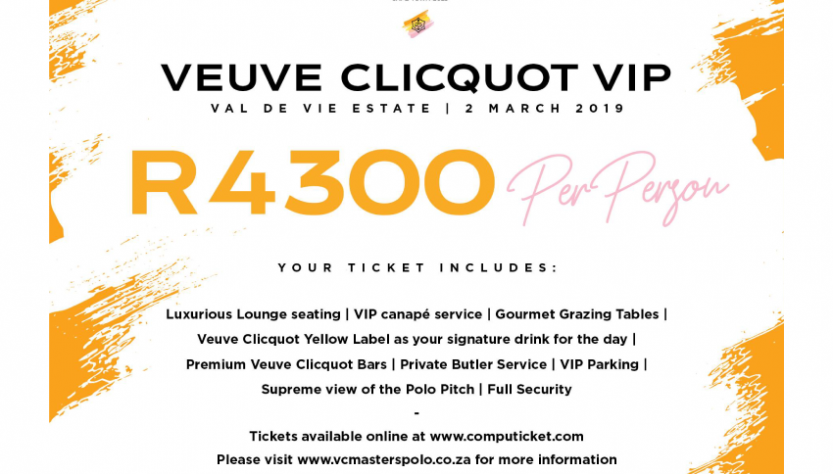 VEUVE CLICQUOT VIP
VAL DE VIE ESTATE | 2 MARCH 2019
R4300 Per Person
YOUR TICKET INCLUDES:
Luxurious Lounge seating | VIP canapé service | Gourmet Grazing Tables |
Veuve Clicquot Yellow Label as your signature drink for the day |
Premium Veuve Clicquot Bars | Private Butler Service | VIP Parking |
Supreme view of the Polo Pitch | Full Security
-
Tickets available online at www.computicket.com
Please visit www.vcmasterspolo.co.za for more information